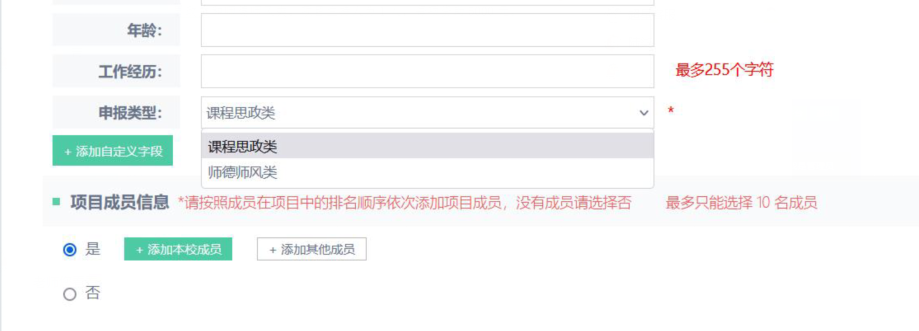 年龄：
工作经历： 最多255个字符
申报类型： 课程思政类 *
课程思政类
+ 添加自定义字段 师德师风类
项目成员信息 *请按照成员在项目中的排名顺序依次添加项目成员，没有成员请选择否 最多只能选择 10 名成员
是 + 添加本校成员 + 添加其他成员
否